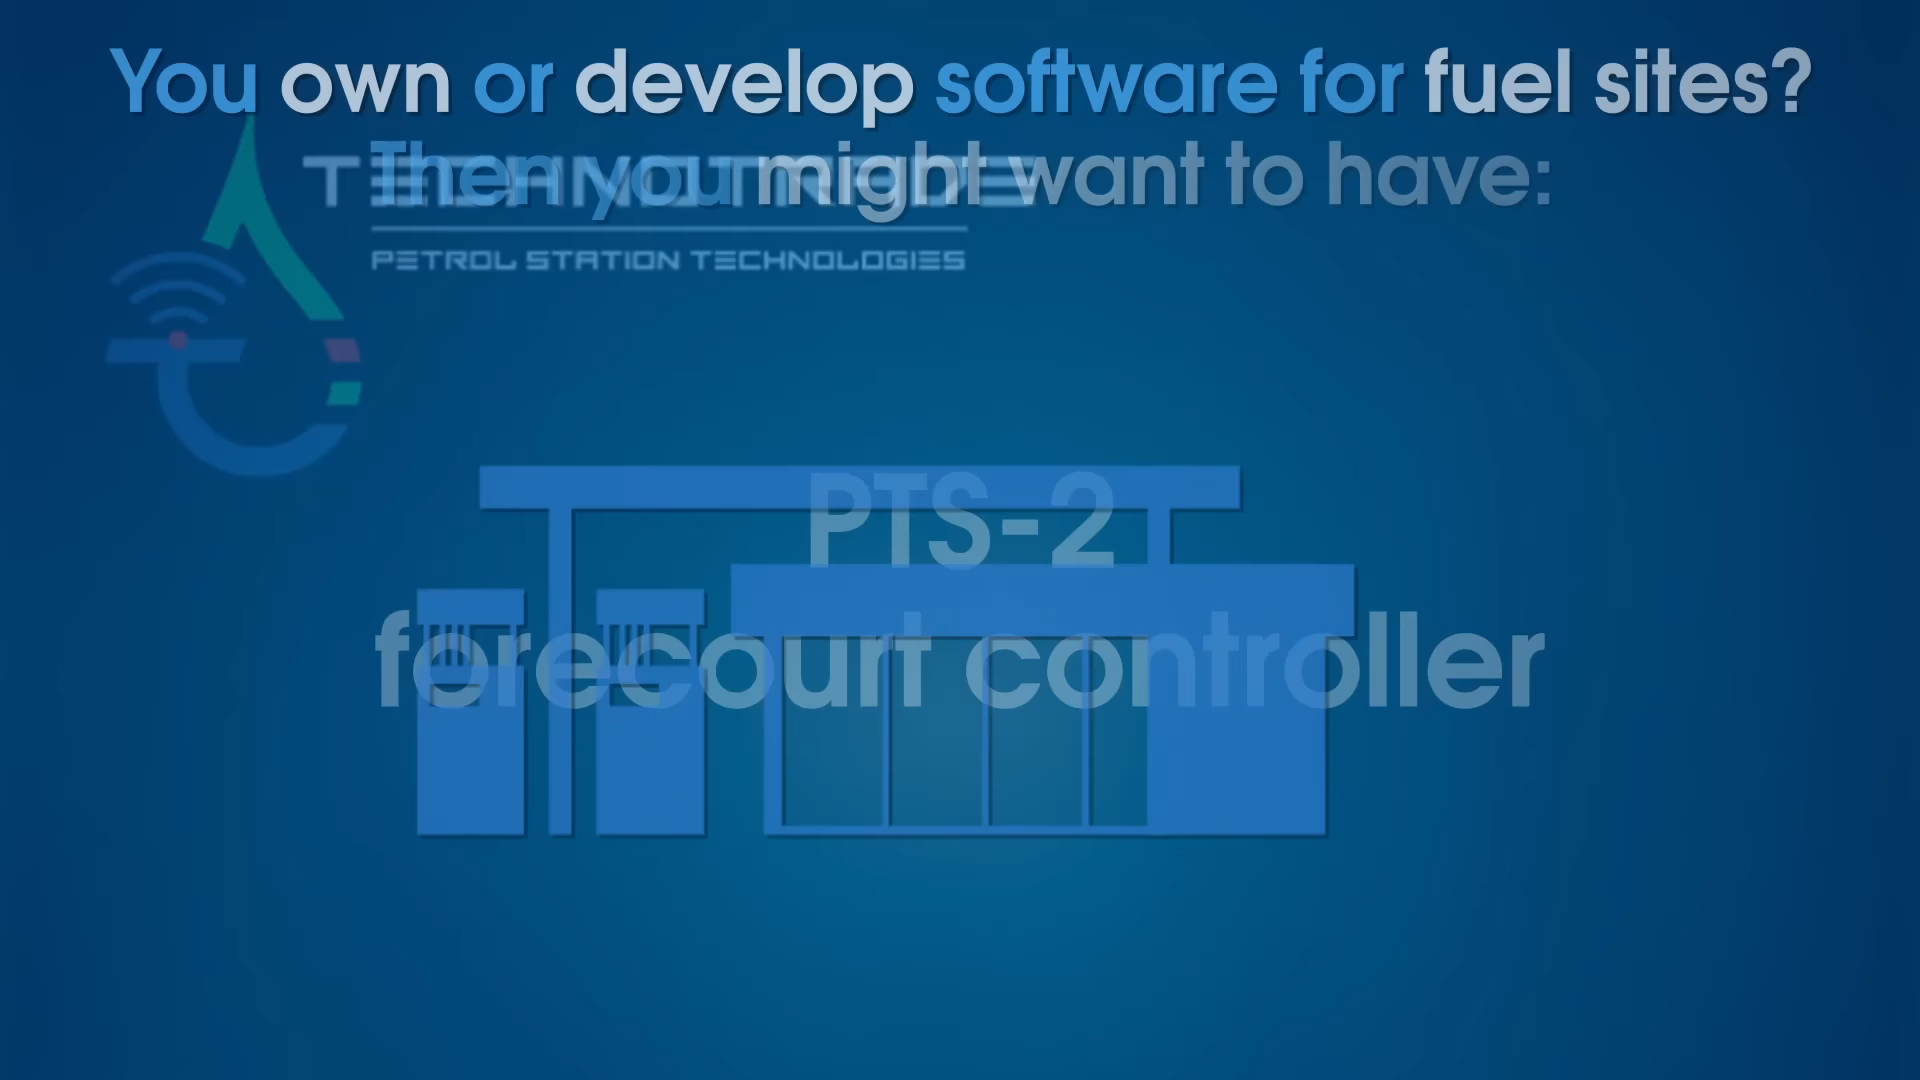 You own or develop software for fuel sites?
Then you might want to have:
TECHNOTRADE
PETROL STATION TECHNOLOGIES
PTS-2
forecourt controller